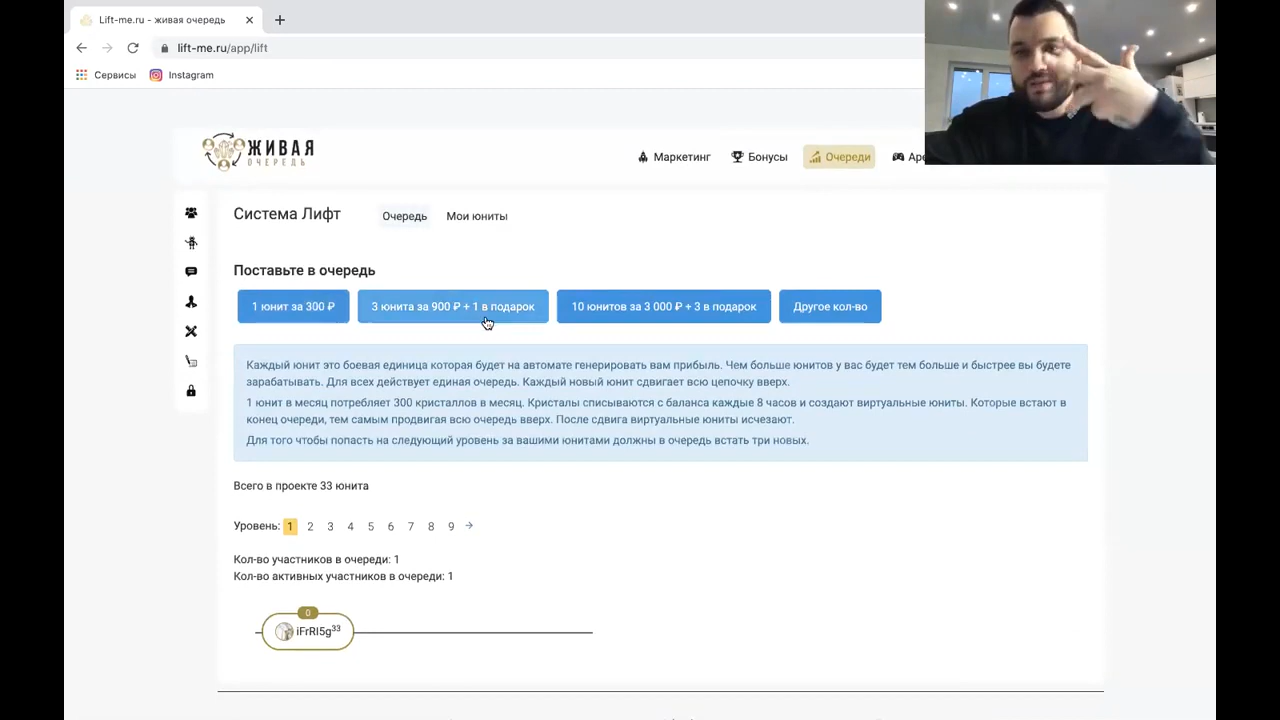 Lift-me.ru - живая очередь
lift-me.ru/app/lift
Сервисы
Instagram
ЖИВАЯ
ОЧЕРЕДЬ
Маркетинг
Бонусы
Очереди
Система Лифт
Очередь
Мои юниты
Поставьте в очередь
1 юнит за 300 ₽
3 юнита за 900 ₽ + 1 в подарок
10 юнитов за 3 000 ₽ + 3 в подарок
Другое кол-во
Каждый юнит это боевая единица которая будет на автомате генерировать вам прибыль. Чем больше юнитов у вас будет тем больше и быстрее вы будете
зарабатывать. Для всех действует единая очередь. Каждый новый юнит сдвигает всю цепочку вверх.
1 юнит в месяц потребляет 300 кристаллов в месяц. Кристалы списываются с баланса каждые 8 часов и создают виртуальные юниты. Которые встают в
конец очереди, тем самым продвигая всю очередь вверх. После сдвига виртуальные юниты исчезают.
Для того чтобы попасть на следующий уровень за вашими юнитами должны в очередь встать три новых.
Всего в проекте 33 юнита
Уровень: 1 2 3 4 5 6 7 8 9 →
Кол-во участников в очереди: 1
Кол-во активных участников в очереди: 1
0